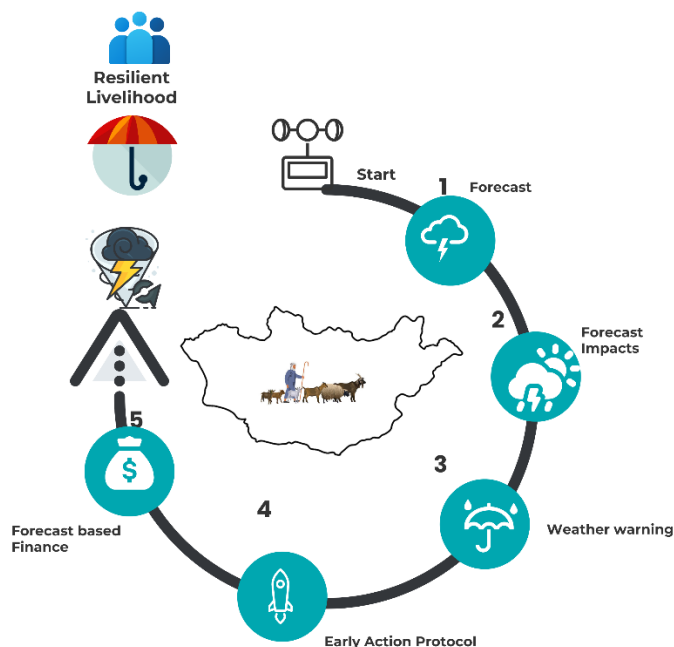 Resilient
Livelihood
Start
1
Forecast
2
Forecast
Impacts
3
Weather warning
4
Early Action Protocol
5
$
Forecast based
Finance